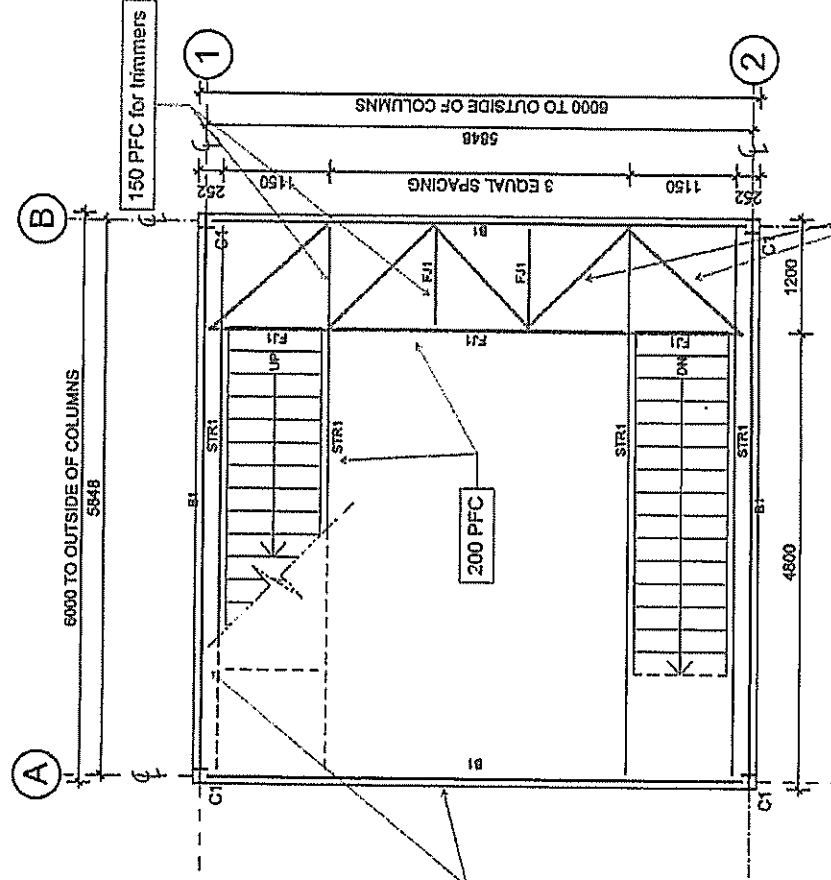 150 PFC for trimmers
1
2
A
B
6000 TO OUTSIDE OF COLUMNS
5848
6000 TO OUTSIDE OF COLUMNS
5848
252
1150
3 EQUAL SPACING
1150
252
C1
C1
C1
C1
B1
B1
B1
B1
STR1
STR1
STR1
STR1
FJ1
FJ1
FJ1
FJ1
FJ1
UP
DN
200 PFC
4800
1200